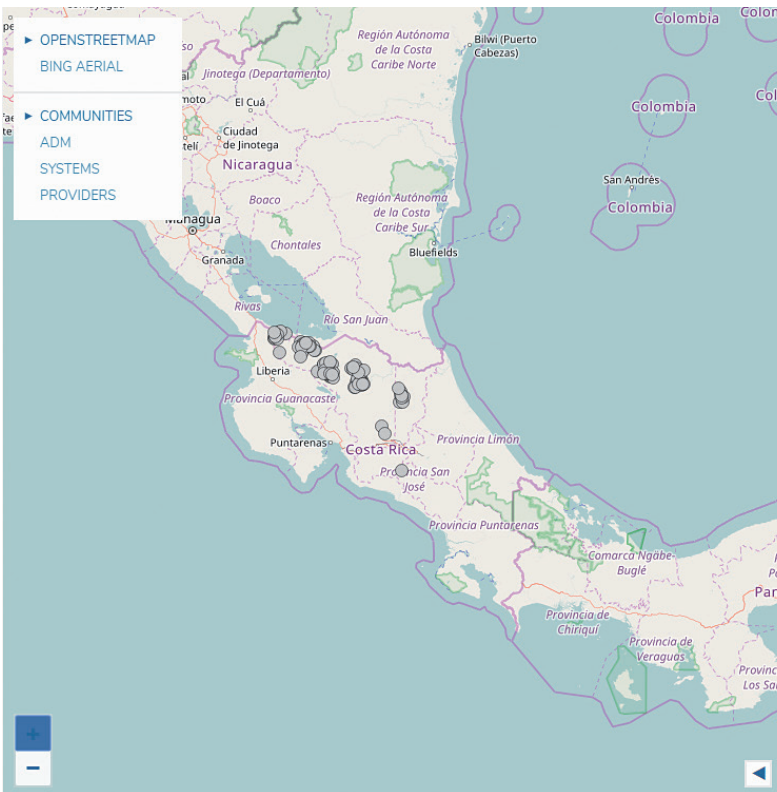 Colombia
OPENSTREETMAP
BING AERIAL
Región Autónoma
de la Costa
Caribe Norte
Bilwi (Puerto
Cabezas)
Jinotega (Departamento)
COMMUNITIES
ADM
SYSTEMS
PROVIDERS
El Cuá
Ciudad
de Jinotega
Nicaragua
Colombia
San Andrés
Colombia
Boaco
Región Autónoma
de la Costa
Caribe Sur
Managua
Chontales
Bluefields
Granada
Rivas
Río San Juan
Liberia
Provincia Guanacaste
Puntarenas
Costa Rica
Provincia Limón
Provincia San
José
Provincia Puntarenas
Comarca Ngäbe-
Buglé
Provincia de
Chiriquí
Provincia de
Veraguas
+
−